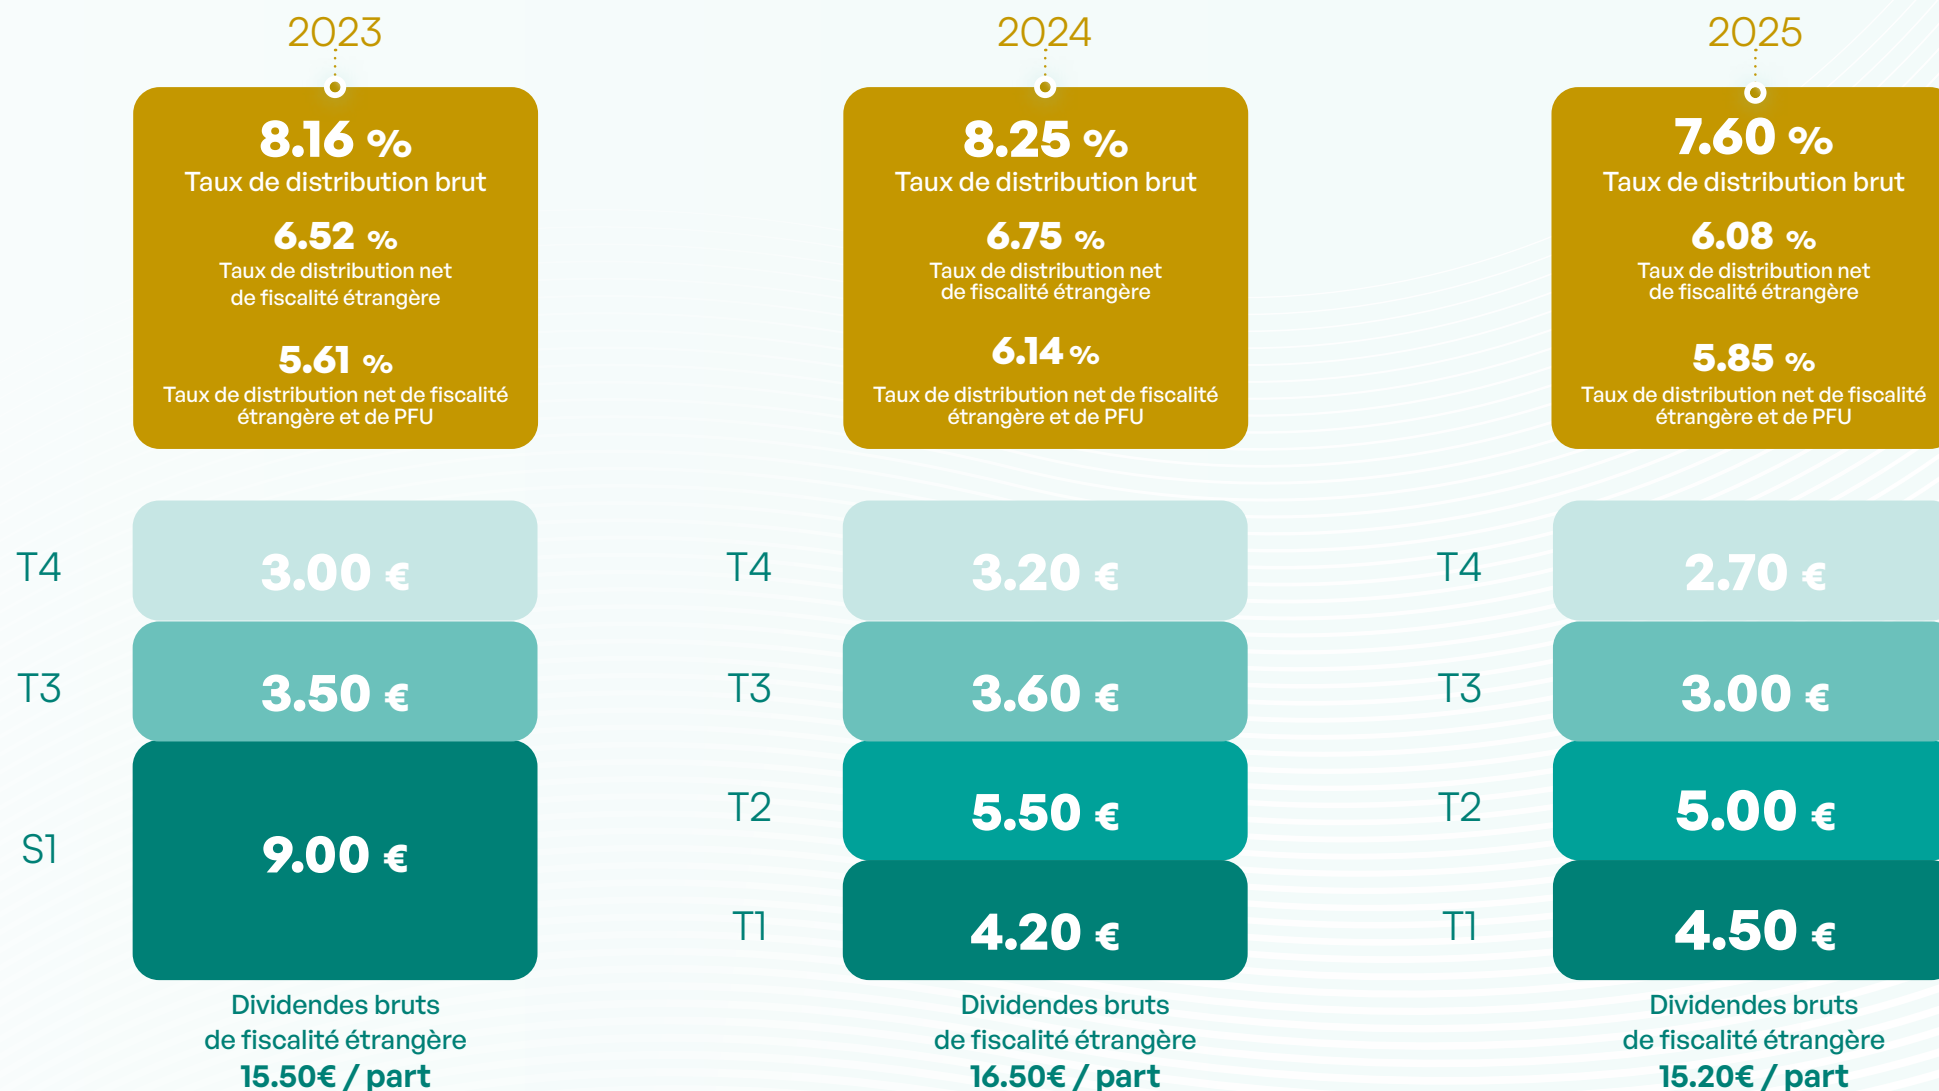 2023
8.16 %
Taux de distribution brut
6.52 %
Taux de distribution net
de fiscalité étrangère
5.61 %
Taux de distribution net de fiscalité
étrangère et de PFU
T4
3.00 €
T3
3.50 €
S1
9.00 €
Dividendes bruts
de fiscalité étrangère
15.50€ / part
2024
8.25 %
Taux de distribution brut
6.75 %
Taux de distribution net
de fiscalité étrangère
6.14 %
Taux de distribution net de fiscalité
étrangère et de PFU
T4
3.20 €
T3
3.60 €
T2
5.50 €
T1
4.20 €
Dividendes bruts
de fiscalité étrangère
16.50€ / part
2025
7.60 %
Taux de distribution brut
6.08 %
Taux de distribution net
de fiscalité étrangère
5.85 %
Taux de distribution net de fiscalité
étrangère et de PFU
T4
2.70 €
T3
3.00 €
T2
5.00 €
T1
4.50 €
Dividendes bruts
de fiscalité étrangère
15.20€ / part